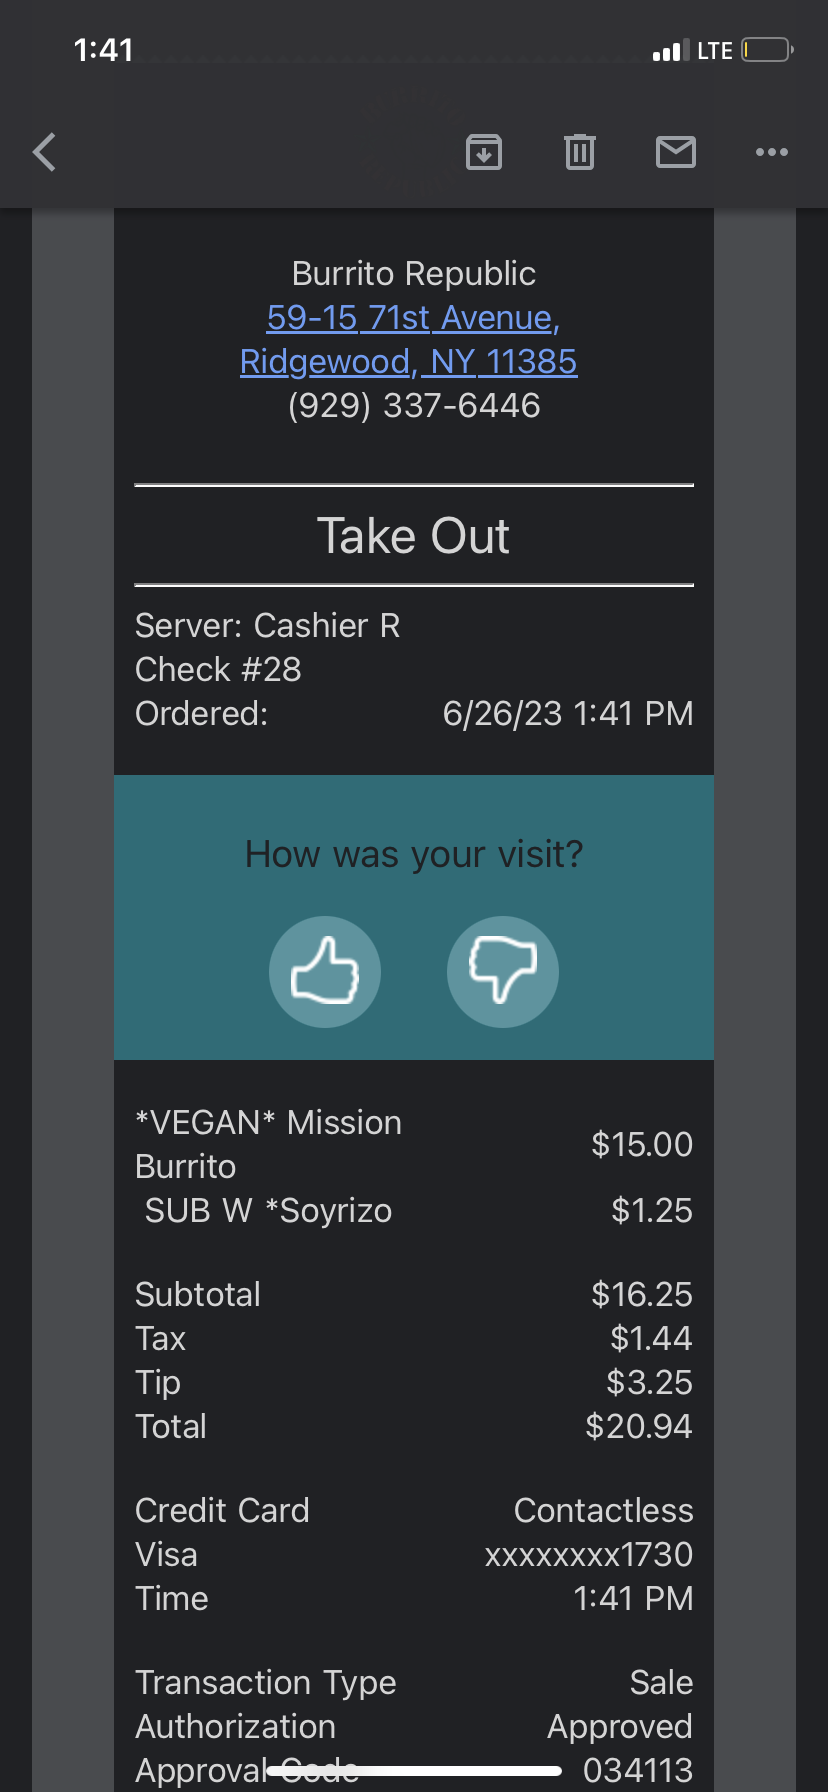 1:41
LTE
Burrito Republic
59-15 71st Avenue,
Ridgewood, NY 11385
(929) 337-6446
Take Out
Server: Cashier R
Check #28
Ordered: 6/26/23 1:41 PM
How was your visit?
*VEGAN* Mission
Burrito $15.00
SUB W *Soyrizo $1.25
Subtotal $16.25
Tax $1.44
Tip $3.25
Total $20.94
Credit Card Contactless
Visa xxxxxxxx1730
Time 1:41 PM
Transaction Type Sale
Authorization Approved
Approval Code 034113